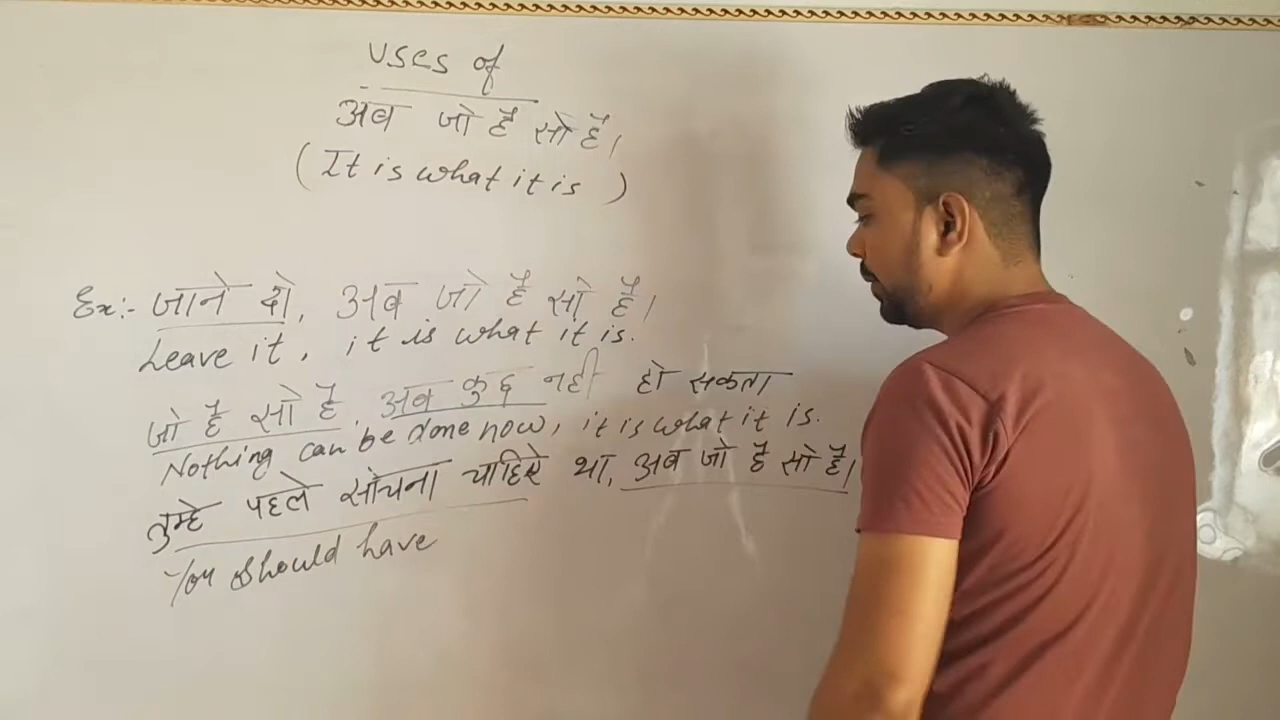 Uses of
अब जो है सो है।
(It is what it is)
Ex:- जाने दो, अब जो है सो है।
Leave it, it is what it is.
जो है सो है, अब कुछ नही हो सकता
Nothing can be done now, it is what it is.
तुम्हे पहले सोचना चाहिऐ था, अब जो है सो है।
You should have